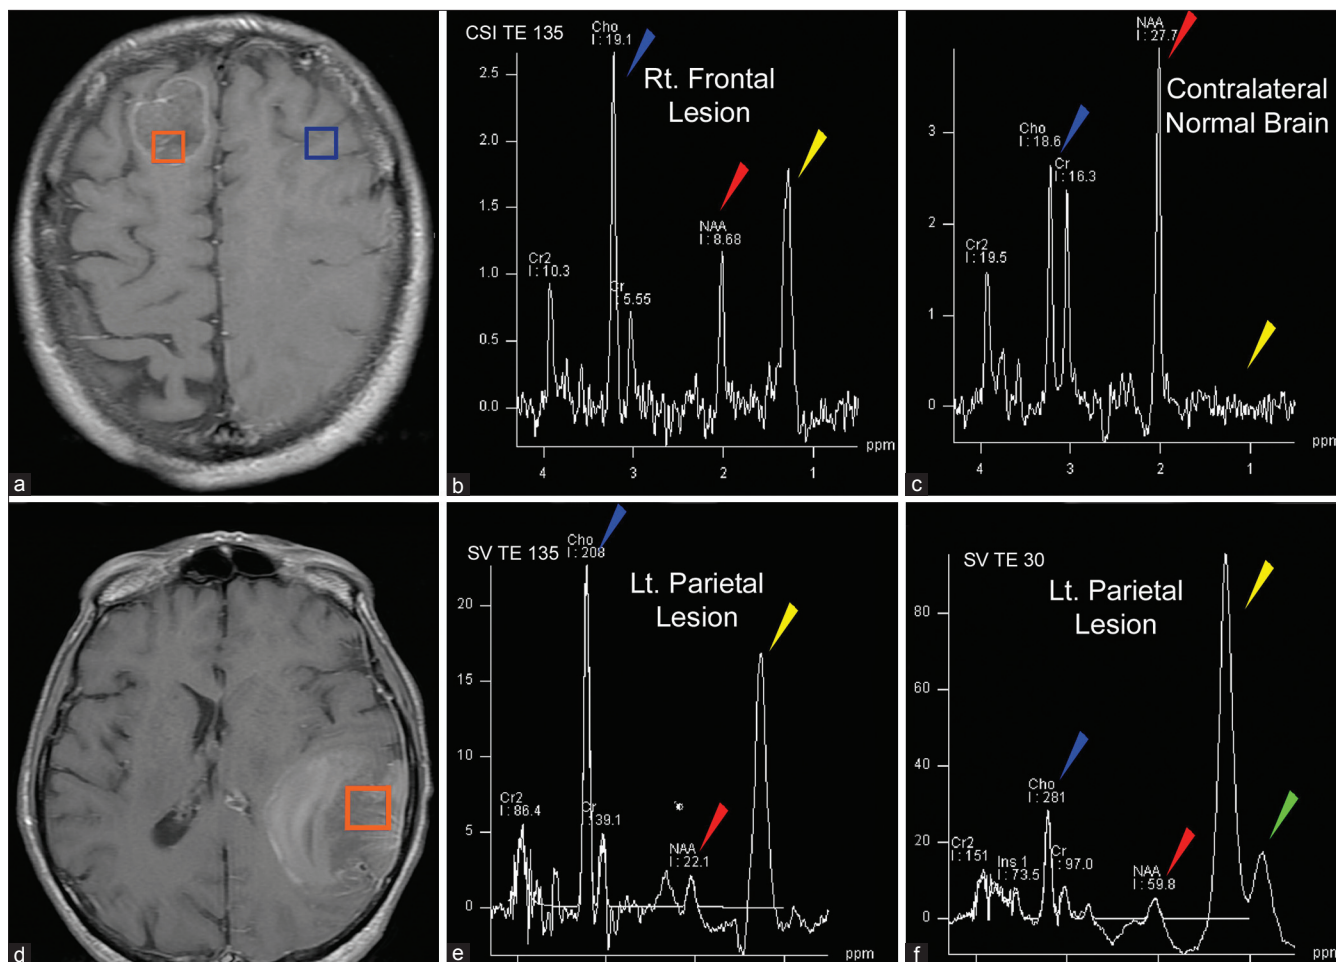 a
CSI TE 135
Cho
I : 19.1
Rt. Frontal
Lesion
NAA
I : 8.68
Cr2
I : 10.3
Cr
: 5.55
2.5
2.0
1.5
1.0
0.5
0.0
4 3 2 1
ppm
b
NAA
I : 27.7
Contralateral
Normal Brain
Cho
I : 18.6
Cr
I : 16.3
Cr2
I : 19.5
3
2
1
0
4 3 2 1
ppm
c
d
SV TE 135
Cho
I : 208
Lt. Parietal
Lesion
Cr2
I : 86.4
Cr
: 39.1
NAA
I : 22.1
20
15
10
5
0
ppm
e
SV TE 30
Lt. Parietal
Lesion
Cho
I : 281
Cr2
I : 151
Ins 1
I : 73.5
Cr
: 97.0
NAA
I : 59.8
80
60
40
20
0
ppm
f